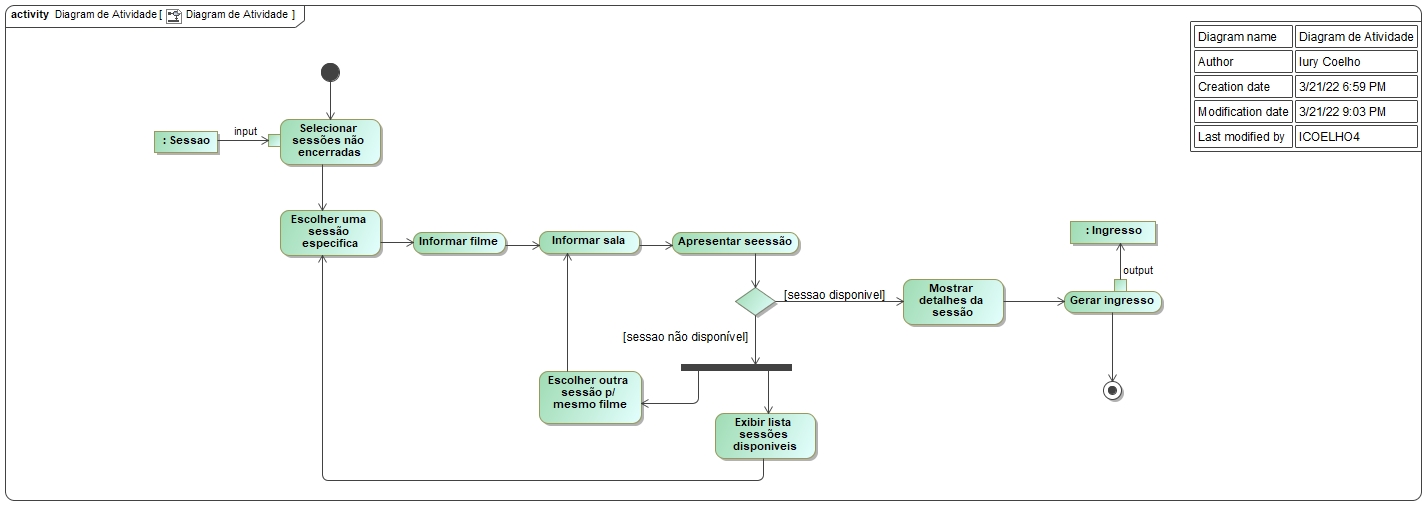 activity Diagram de Atividade [ Diagram de Atividade ]
Diagram name Diagram de Atividade
Author Iury Coelho
Creation date 3/21/22 6:59 PM
Modification date 3/21/22 9:03 PM
Last modified by ICOELHO4
: Sessao
input
Selecionar
sessões não
encerradas
Escolher uma
sessão
especifica
Informar filme
Informar sala
Apresentar seessão
[sessao disponivel]
Mostrar
detalhes da
sessão
: Ingresso
output
Gerar ingresso
[sessao não disponível]
Escolher outra
sessão p/
mesmo filme
Exibir lista
sessões
disponiveis